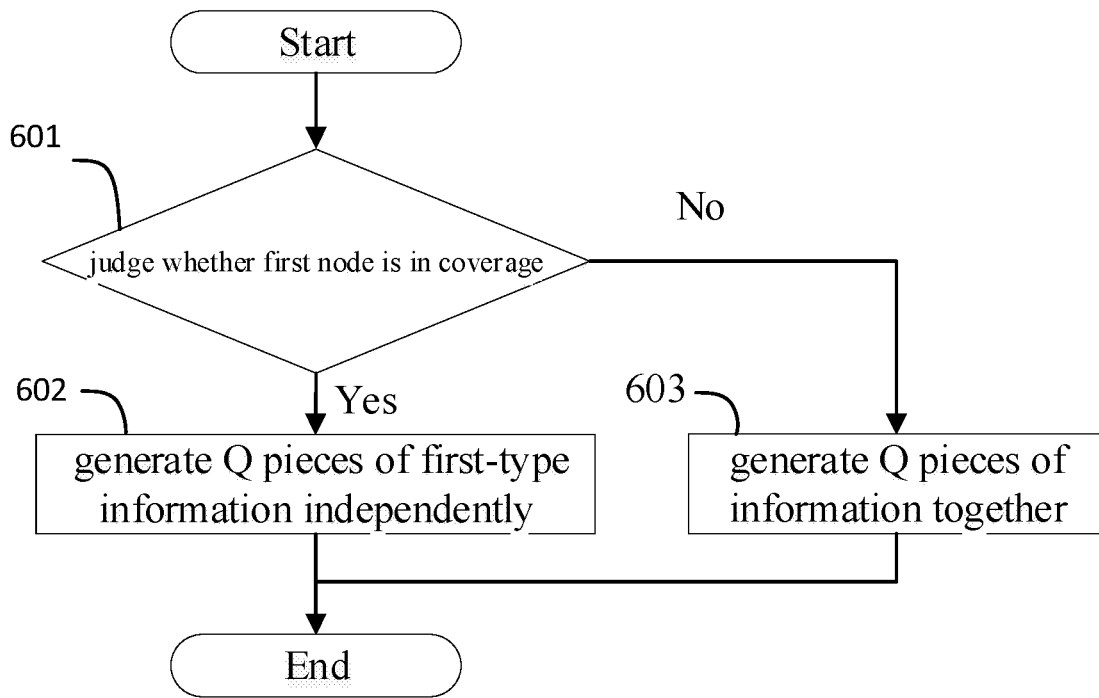 Start
601
No
judge whether first node is in coverage
602
Yes
603
generate Q pieces of first-type
information independently
generate Q pieces of
information together
End